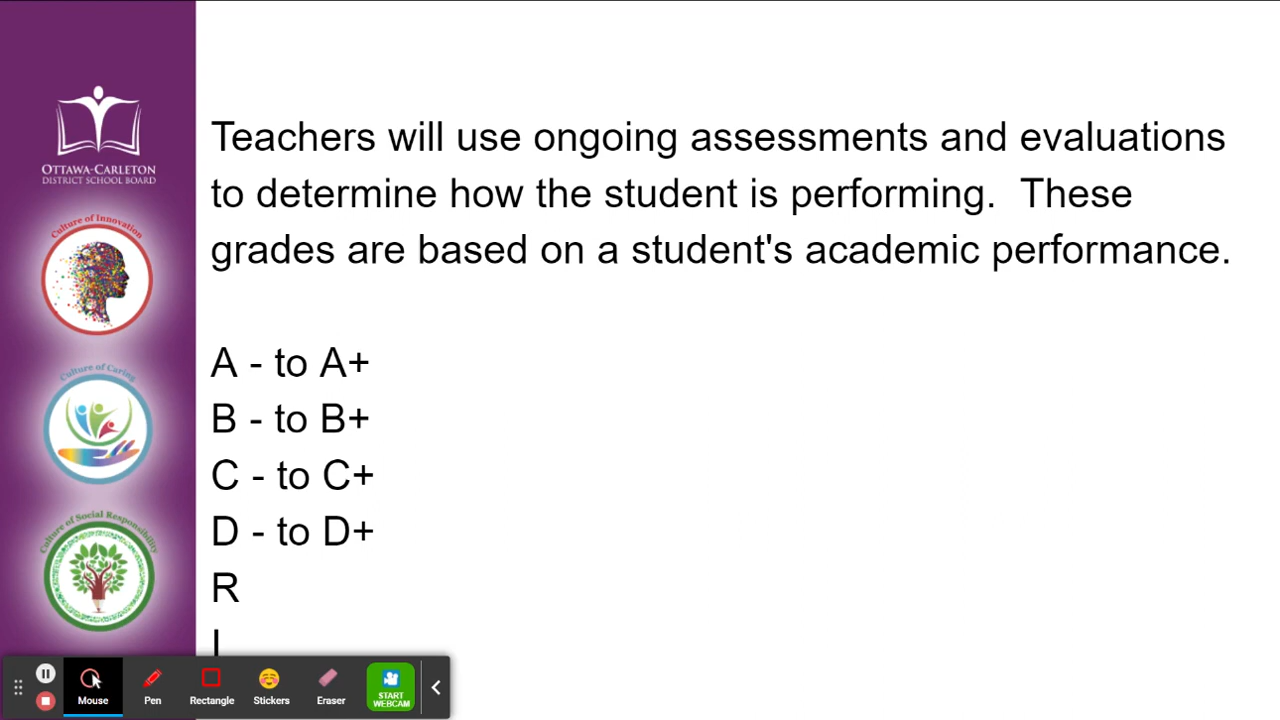 Teachers will use ongoing assessments and evaluations
to determine how the student is performing.  These
grades are based on a student's academic performance.
A - to A+
B - to B+
C - to C+
D - to D+
R
OTTAWA-CARLETON
DISTRICT SCHOOL BOARD
Culture of Innovation
Culture of Caring
Culture of Social Responsibility
Mouse
Pen
Rectangle
Stickers
Eraser
START
WEBCAM